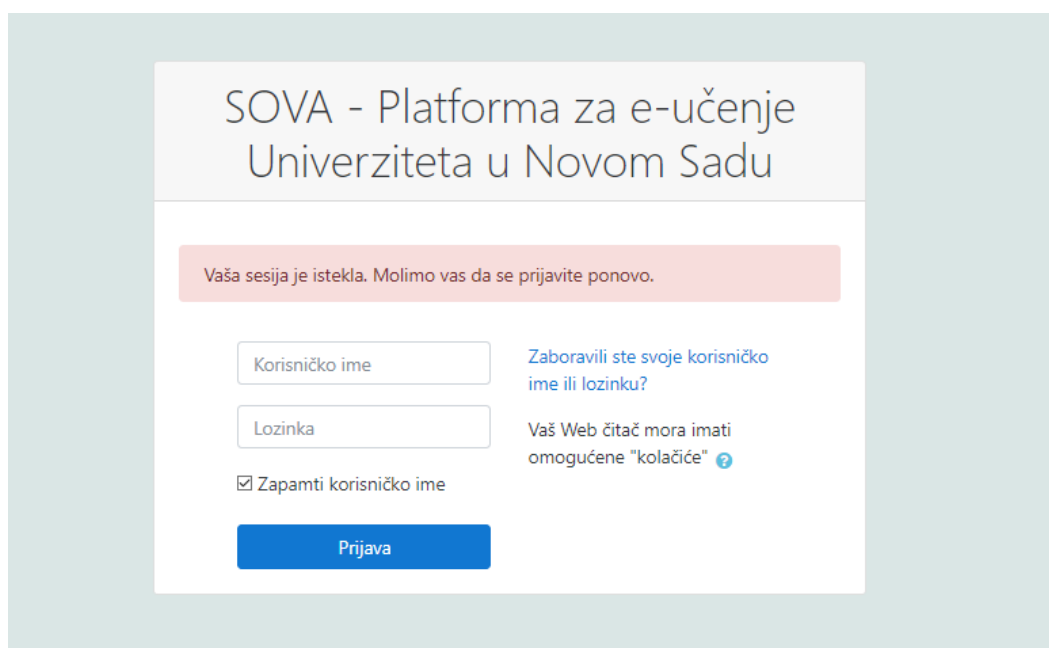 SOVA - Platforma za e-učenje
Univerziteta u Novom Sadu
Vaša sesija je istekla. Molimo vas da se prijavite ponovo.
Korisničko ime
Lozinka
Zapamti korisničko ime
Prijava
Zaboravili ste svoje korisničko
ime ili lozinku?
Vaš Web čitač mora imati
omogućene "kolačiće" ?